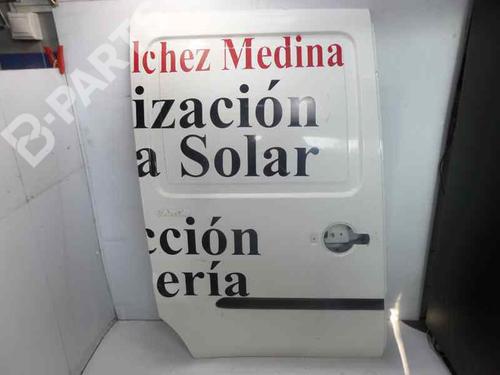 lchez Medina
ización
a Solar
cción
ería
B-PARTS